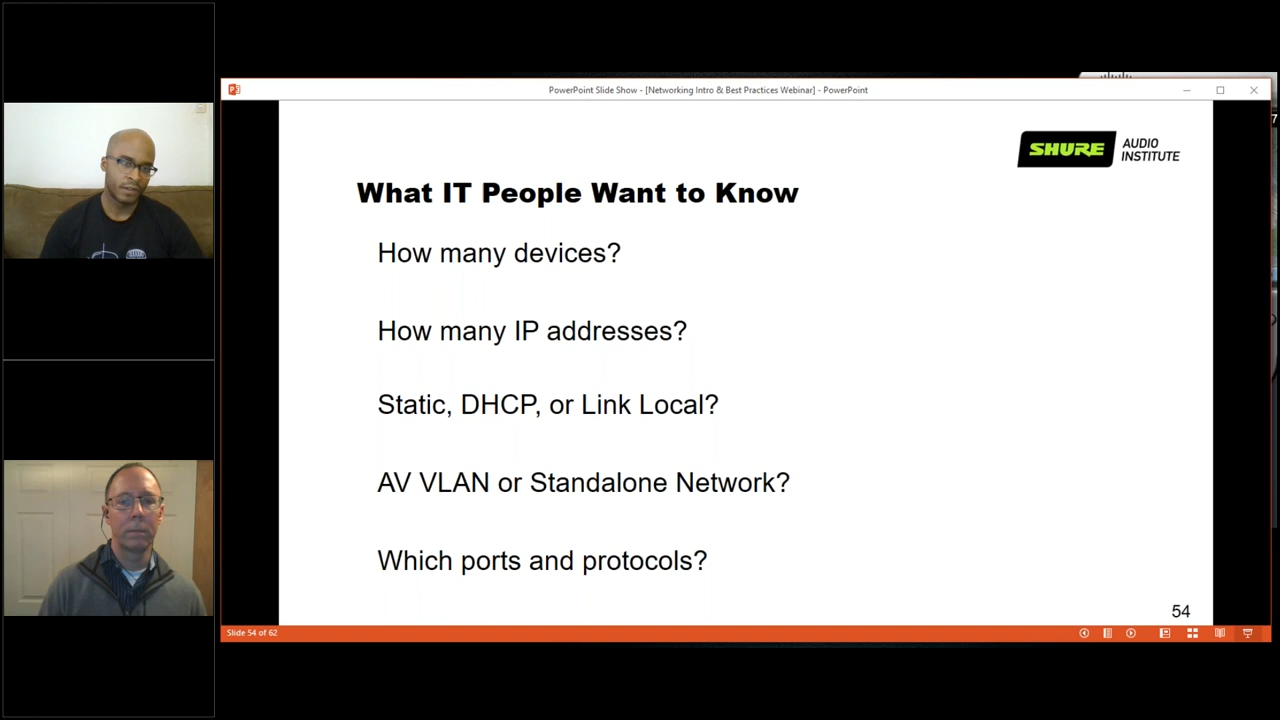 PowerPoint Slide Show - [Networking Intro & Best Practices Webinar] - PowerPoint
SHURE
AUDIO
INSTITUTE
What IT People Want to Know
How many devices?
How many IP addresses?
Static, DHCP, or Link Local?
AV VLAN or Standalone Network?
Which ports and protocols?
54
Slide 54 of 62
7